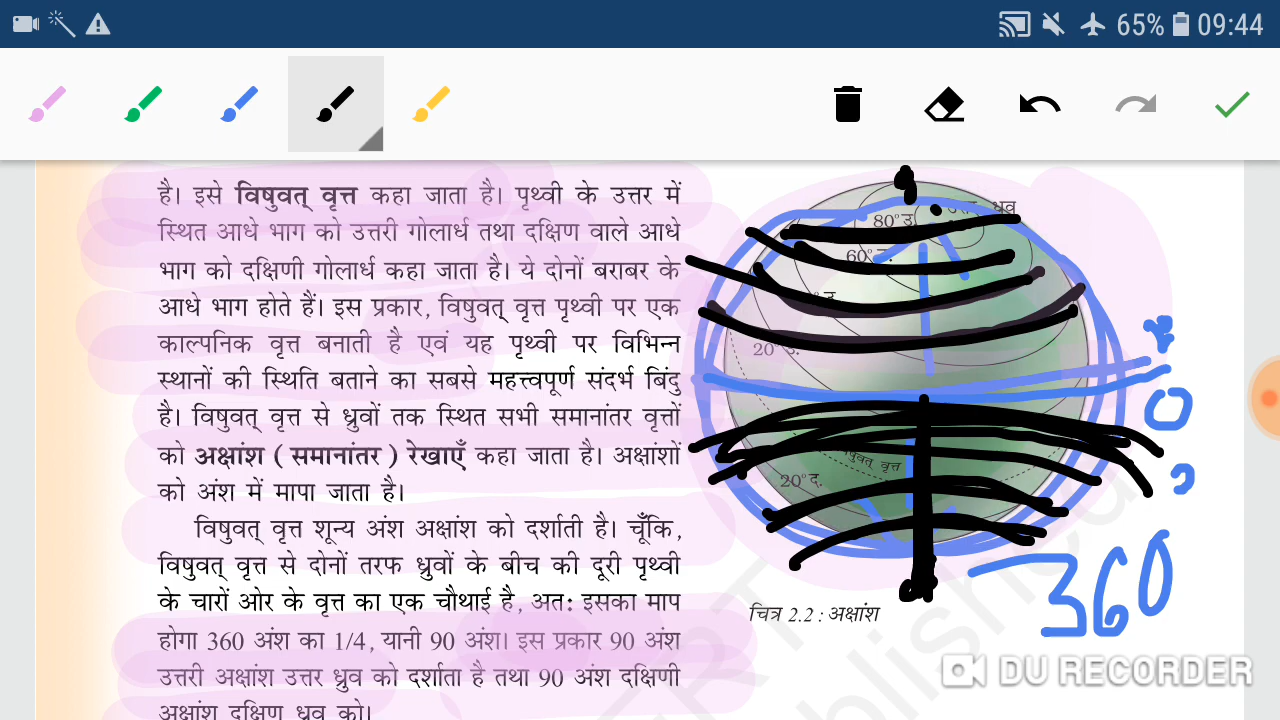 65% 09:44
है। इसे विषुवत् वृत्त कहा जाता है। पृथ्वी के उत्तर में
स्थित आधे भाग को उत्तरी गोलार्ध तथा दक्षिण वाले आधे
भाग को दक्षिणी गोलार्ध कहा जाता है। ये दोनों बराबर के
आधे भाग होते हैं। इस प्रकार, विषुवत् वृत्त पृथ्वी पर एक
काल्पनिक वृत्त बनाती है एवं यह पृथ्वी पर विभिन्न
स्थानों की स्थिति बताने का सबसे महत्त्वपूर्ण संदर्भ बिंदु
है। विषुवत् वृत्त से ध्रुवों तक स्थित सभी समानांतर वृत्तों
को अक्षांश ( समानांतर ) रेखाएँ कहा जाता है। अक्षांशों
को अंश में मापा जाता है।
विषुवत् वृत्त शून्य अंश अक्षांश को दर्शाती है। चूँकि,
विषुवत् वृत्त से दोनों तरफ ध्रुवों के बीच की दूरी पृथ्वी
के चारों ओर के वृत्त का एक चौथाई है, अतः इसका माप
होगा 360 अंश का 1/4, यानी 90 अंश। इस प्रकार 90 अंश
उत्तरी अक्षांश उत्तर ध्रुव को दर्शाता है तथा 90 अंश दक्षिणी
अक्षांश दक्षिण ध्रुव को।
80°उ.
60°उ.
20°उ.
वृत्त
20°द.
0
360
चित्र 2.2 : अक्षांश
DU RECORDER